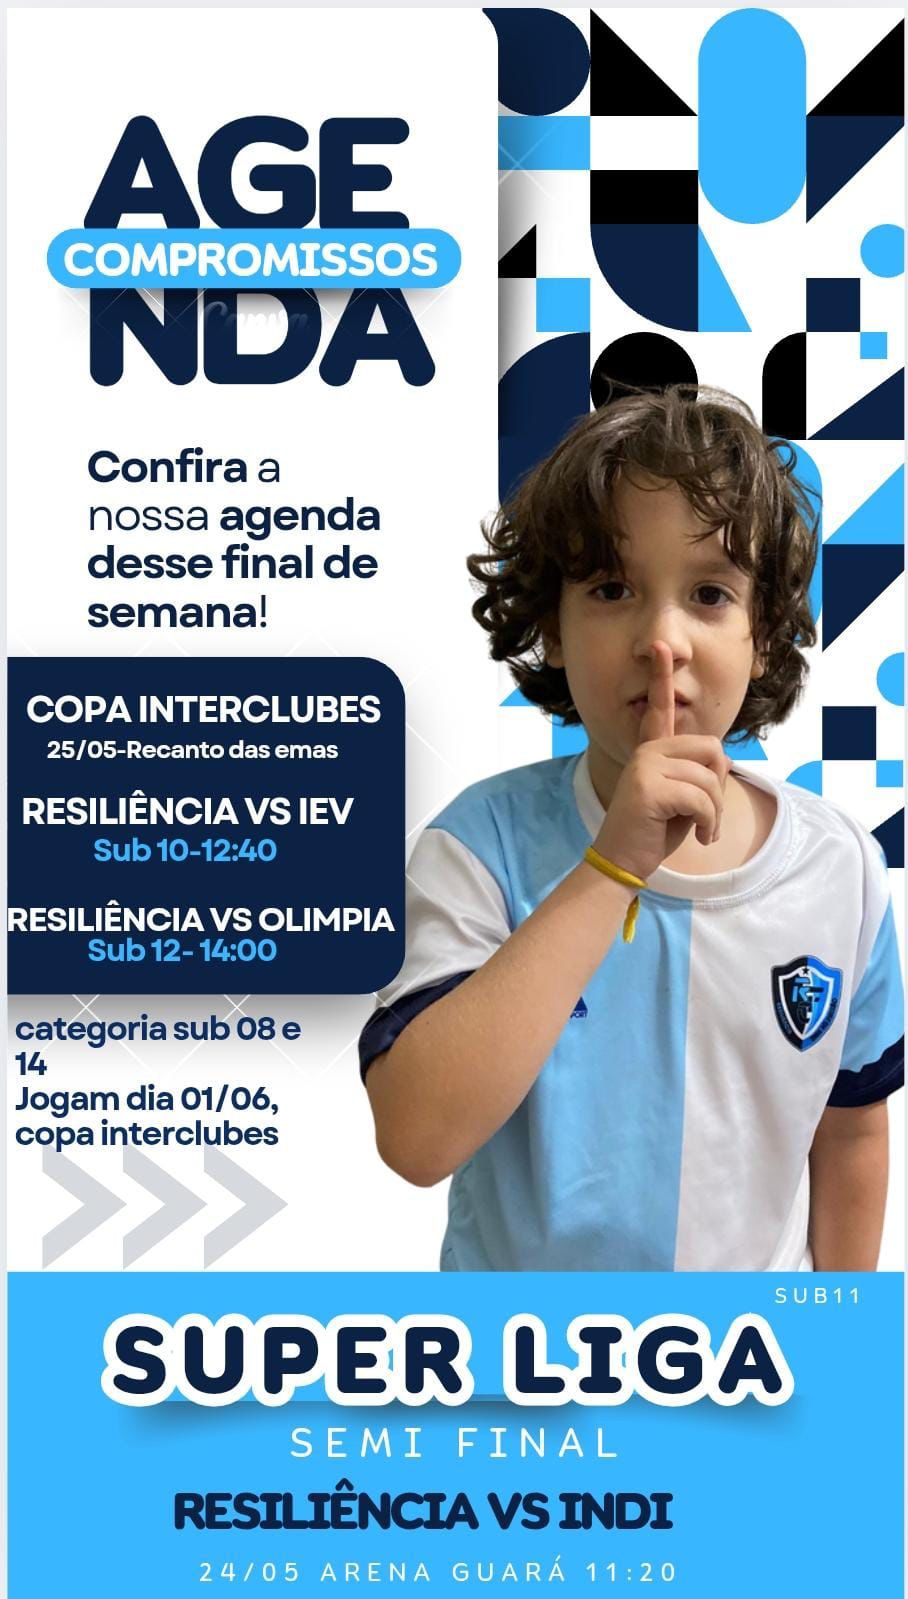 AGE
COMPROMISSOS
NDA
Confira a
nossa agenda
desse final de
semana!
COPA INTERCLUBES
25/05-Recanto das emas
RESILIÊNCIA VS IEV
Sub 10-12:40
RESILIÊNCIA VS OLIMPIA
Sub 12- 14:00
categoria sub 08 e
14
Jogam dia 01/06,
copa interclubes
SUB11
SUPER LIGA
SEMI FINAL
RESILIÊNCIA VS INDI
24/05 ARENA GUARÁ 11:20